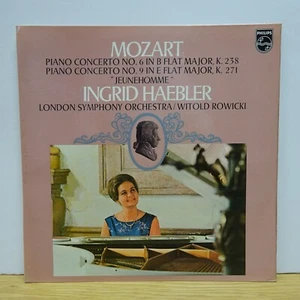 PHILIPS
MOZART
PIANO CONCERTO NO. 6 IN B FLAT MAJOR, K. 238
PIANO CONCERTO NO. 9 IN E FLAT MAJOR, K. 271
"JEUNEHOMME"
INGRID HAEBLER
LONDON SYMPHONY ORCHESTRA/WITOLD ROWICKI